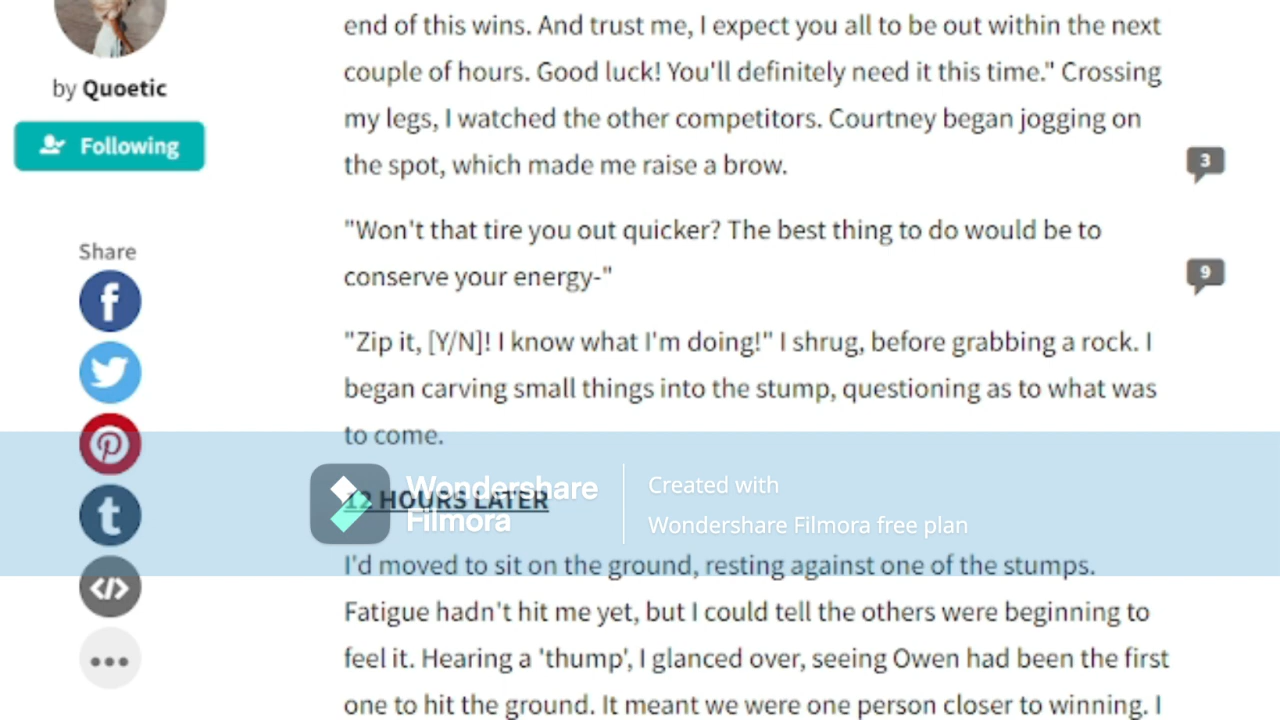 end of this wins. And trust me, I expect you all to be out within the next
couple of hours. Good luck! You'll definitely need it this time." Crossing
my legs, I watched the other competitors. Courtney began jogging on
the spot, which made me raise a brow.
3
by Quoetic
Following
"Won't that tire you out quicker? The best thing to do would be to
conserve your energy-"
9
Share
"Zip it, [Y/N]! I know what I'm doing!" I shrug, before grabbing a rock. I
began carving small things into the stump, questioning as to what was
to come.
12 HOURS LATER
Wondershare
Filmora
Created with
Wondershare Filmora free plan
I'd moved to sit on the ground, resting against one of the stumps.
Fatigue hadn't hit me yet, but I could tell the others were beginning to
feel it. Hearing a 'thump', I glanced over, seeing Owen had been the first
one to hit the ground. It meant we were one person closer to winning. I